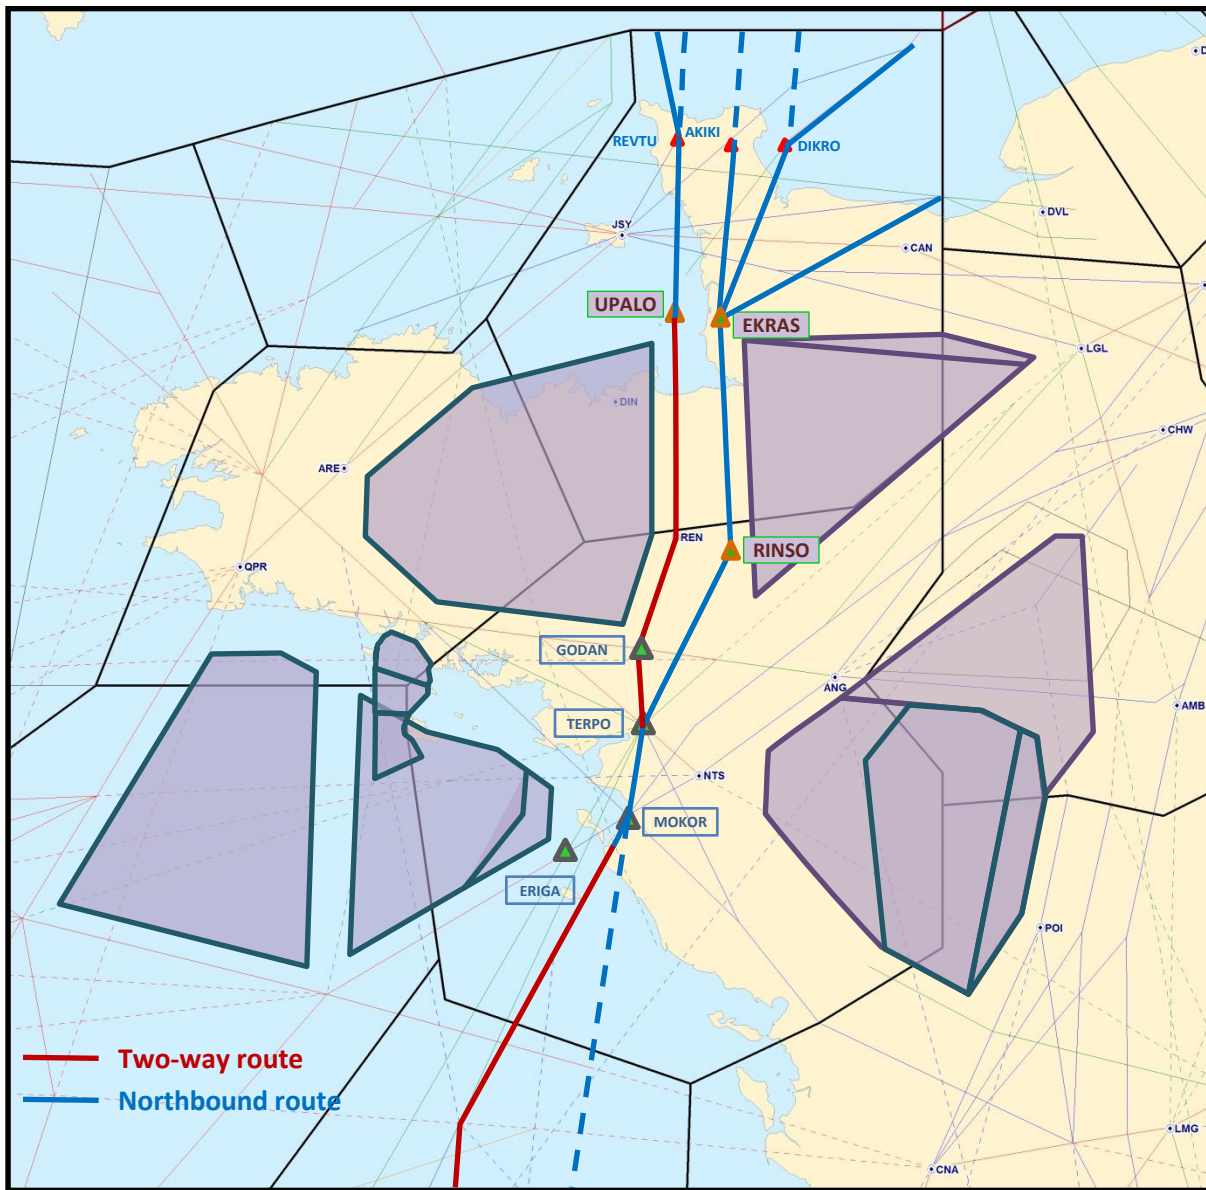 D
AKIKI
REVTU
DIKRO
DVL
JSY
CAN
UPALO
EKRAS
LGL
DIN
CHW
ARE
REN
RINSO
QPR
GODAN
ANG
AMB
TERPO
NTS
MOKOR
ERIGA
POI
Two-way route
Northbound route
LMG
CNA